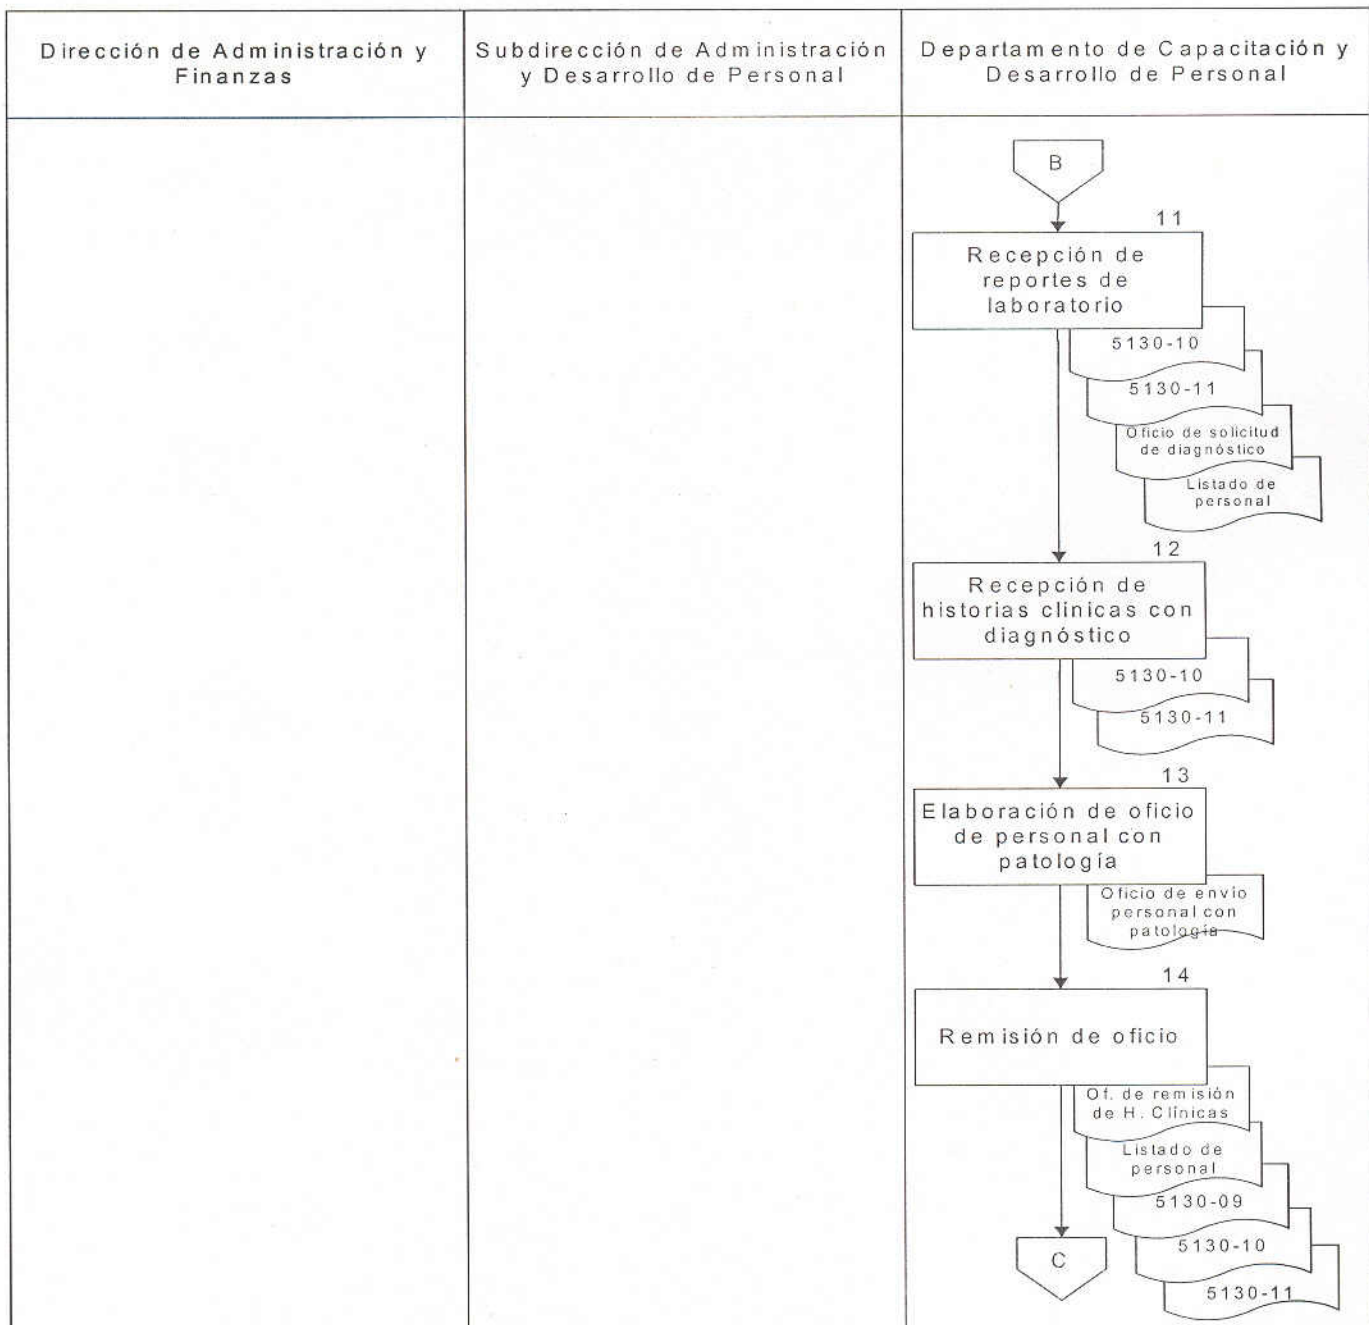 Dirección de Administración y
Finanzas
Subdirección de Administración
y Desarrollo de Personal
Departamento de Capacitación y
Desarrollo de Personal
B
11
Recepción de
reportes de
laboratorio
5130-10
5130-11
Oficio de solicitud
de diagnóstico
Listado de
personal
12
Recepción de
historias clinicas con
diagnóstico
5130-10
5130-11
13
Elaboración de oficio
de personal con
patología
Oficio de envío
personal con
patología
14
Remisión de oficio
Of. de remisión
de H. Clínicas
Listado de
personal
5130-09
5130-10
5130-11
C